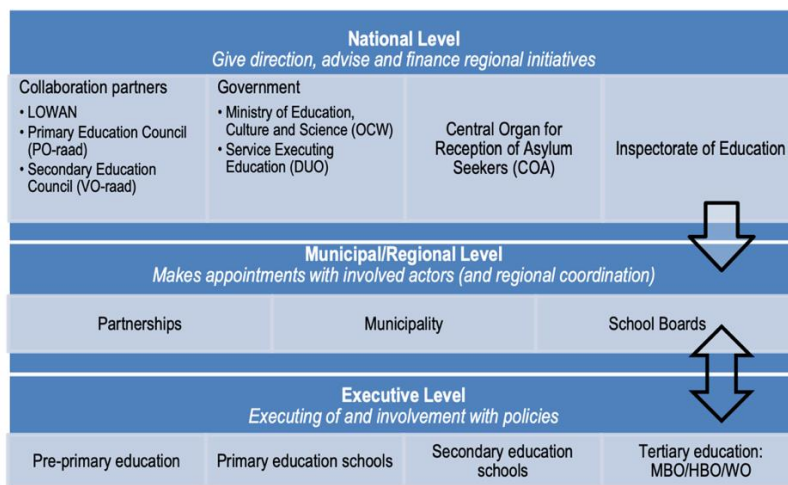 National Level
Give direction, advise and finance regional initiatives
Collaboration partners
• LOWAN
• Primary Education Council
(PO-raad)
• Secondary Education
Council (VO-raad)
Government
• Ministry of Education,
Culture and Science (OCW)
• Service Executing
Education (DUO)
Central Organ for
Reception of Asylum
Seekers (COA)
Inspectorate of Education
Municipal/Regional Level
Makes appointments with involved actors (and regional coordination)
Partnerships
Municipality
School Boards
Executive Level
Executing of and involvement with policies
Pre-primary education
Primary education schools
Secondary education
schools
Tertiary education:
MBO/HBO/WO